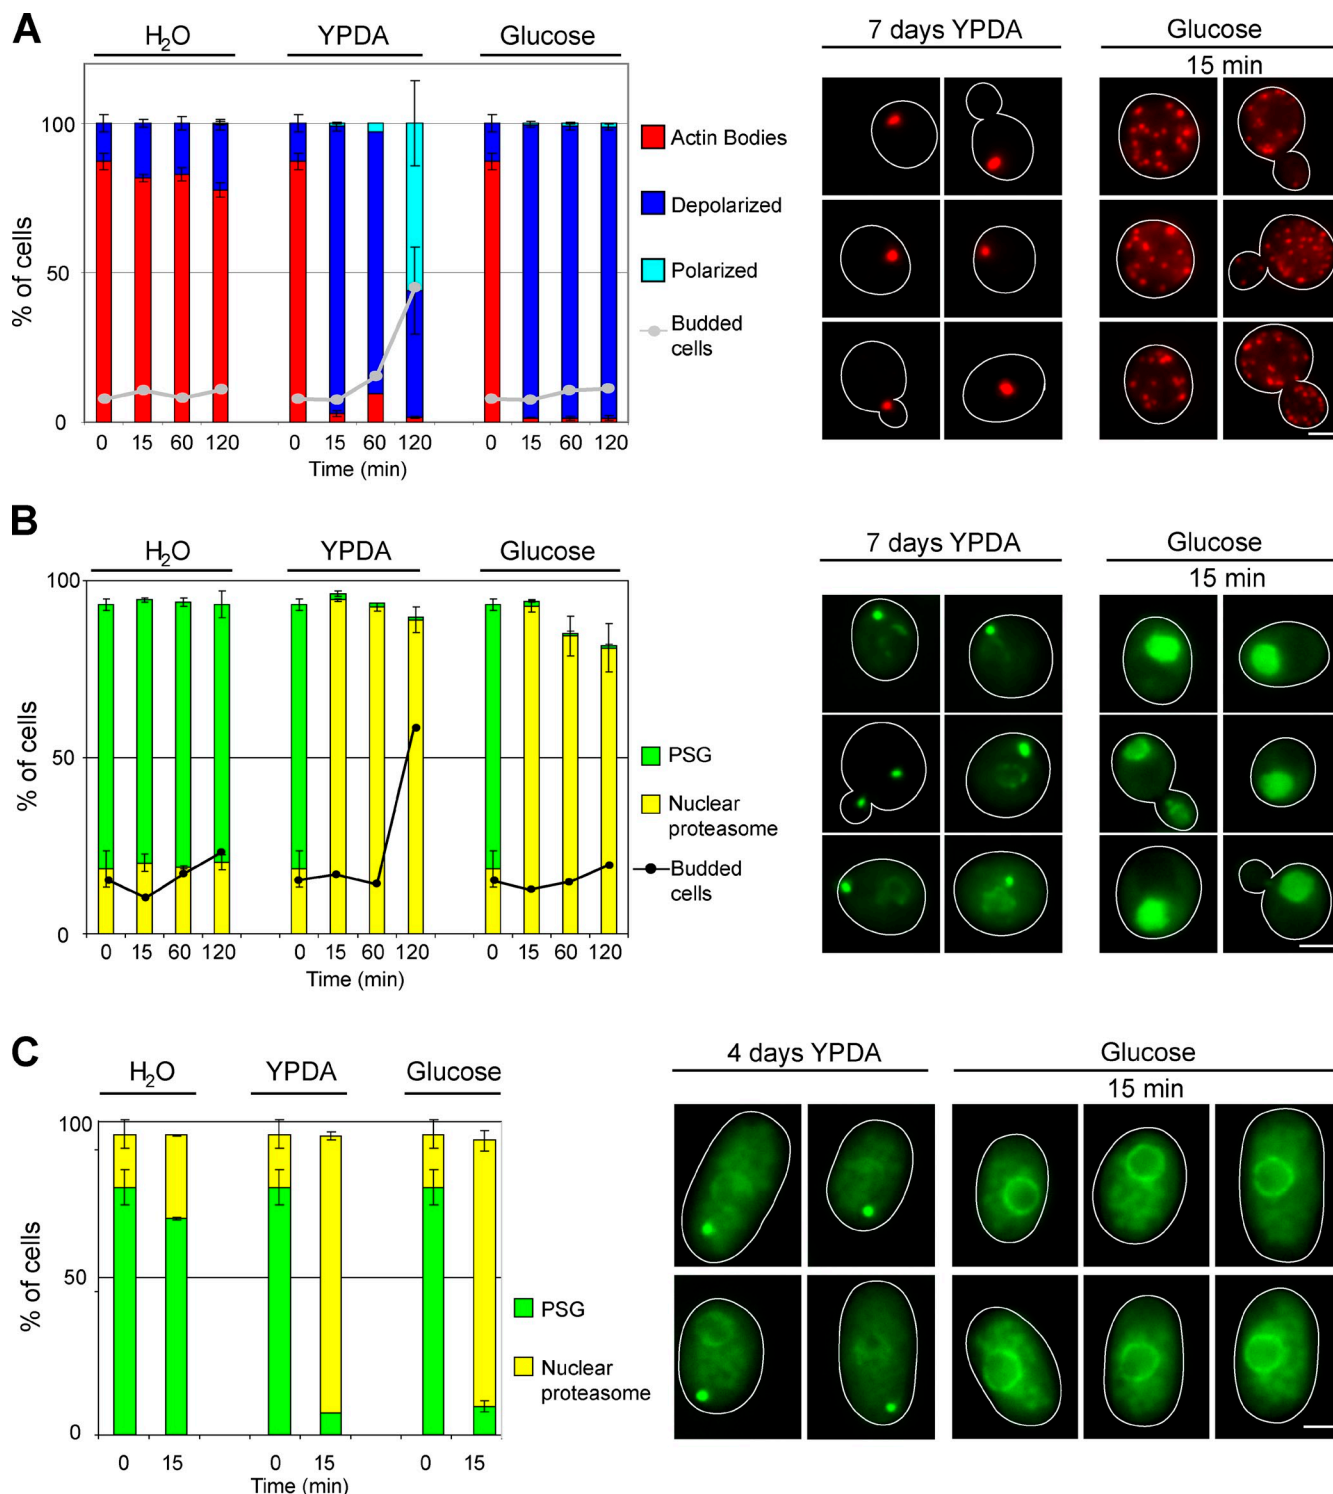 A
H2O YPDA Glucose
100
50
0
% of cells
0 15 60 120 0 15 60 120 0 15 60 120
Time (min)
Actin Bodies
Depolarized
Polarized
Budded
cells
7 days YPDA Glucose
15 min
B
H2O YPDA Glucose
100
50
0
% of cells
0 15 60 120 0 15 60 120 0 15 60 120
Time (min)
PSG
Nuclear
proteasome
Budded
cells
7 days YPDA Glucose
15 min
C
H2O YPDA Glucose
100
50
0
% of cells
0 15 0 15 0 15
Time (min)
PSG
Nuclear
proteasome
4 days YPDA Glucose
15 min